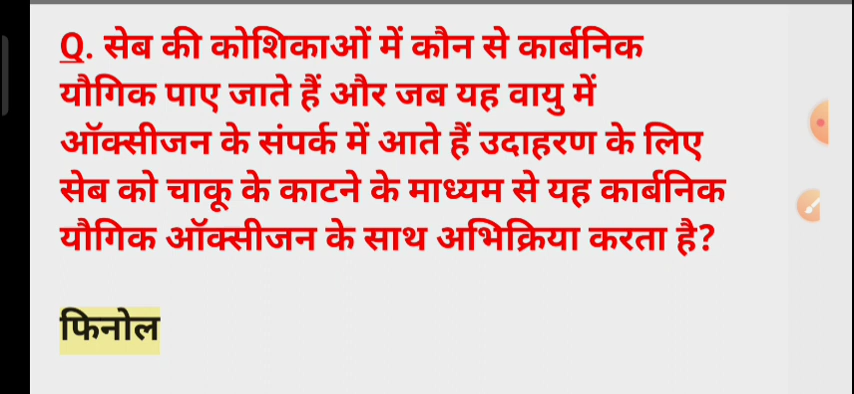 Q. सेब की कोशिकाओं में कौन से कार्बनिक
यौगिक पाए जाते हैं और जब यह वायु में
ऑक्सीजन के संपर्क में आते हैं उदाहरण के लिए
सेब को चाकू के काटने के माध्यम से यह कार्बनिक
यौगिक ऑक्सीजन के साथ अभिक्रिया करता है?
फिनोल